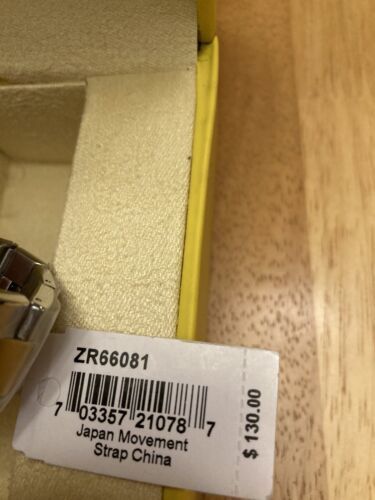 ZR66081
7 03357 21078 7
Japan Movement
Strap China
$ 130.00